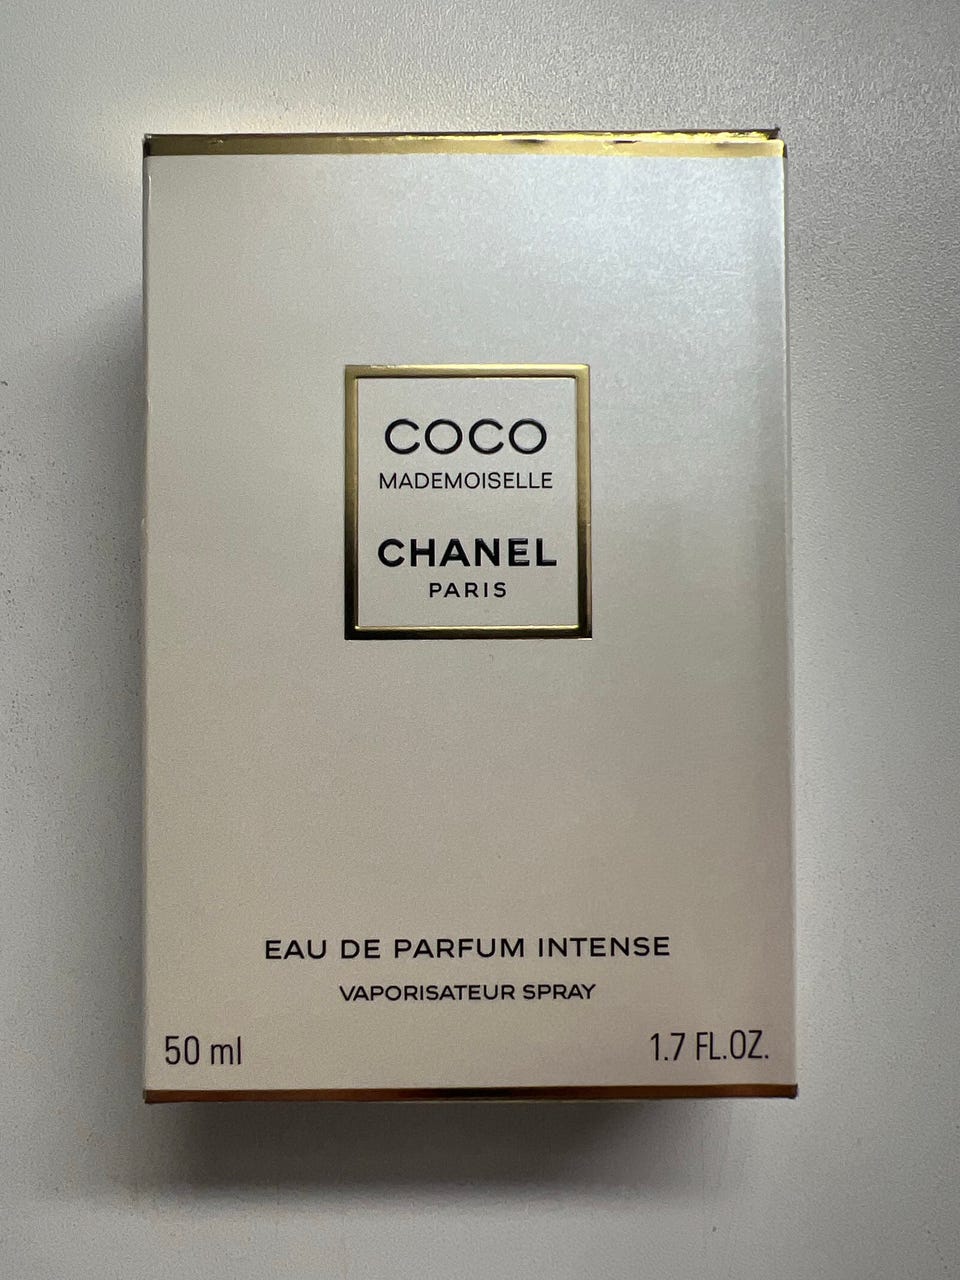 COCO
MADEMOISELLE
CHANEL
PARIS
EAU DE PARFUM INTENSE
VAPORISATEUR SPRAY
50 ml 1.7 FL.OZ.